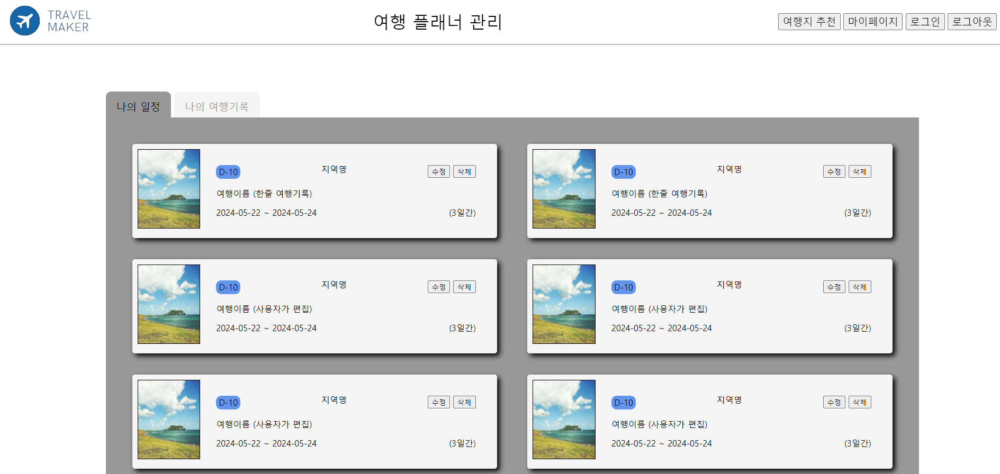 TRAVEL
MAKER
여행 플래너 관리
여행지 추천 마이페이지 로그인 로그아웃
나의 일정 나의 여행기록
D-10 지역명 수정 삭제
여행이름 (한줄 여행기록)
2024-05-22 ~ 2024-05-24 (3일간)
D-10 지역명 수정 삭제
여행이름 (한줄 여행기록)
2024-05-22 ~ 2024-05-24 (3일간)
D-10 지역명 수정 삭제
여행이름 (사용자가 편집)
2024-05-22 ~ 2024-05-24 (3일간)
D-10 지역명 수정 삭제
여행이름 (사용자가 편집)
2024-05-22 ~ 2024-05-24 (3일간)
D-10 지역명 수정 삭제
여행이름 (사용자가 편집)
2024-05-22 ~ 2024-05-24 (3일간)
D-10 지역명 수정 삭제
여행이름 (사용자가 편집)
2024-05-22 ~ 2024-05-24 (3일간)